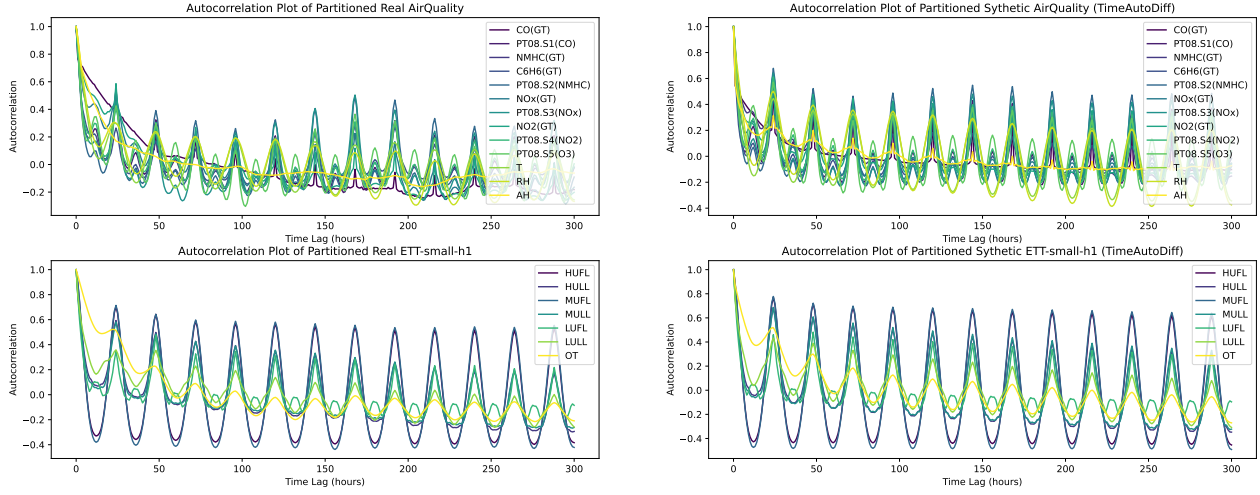 Autocorrelation Plot of Partitioned Real AirQuality
1.0
0.8
0.6
0.4
0.2
0.0
−0.2
Autocorrelation
CO(GT)
PT08.S1(CO)
NMHC(GT)
C6H6(GT)
PT08.S2(NMHC)
NOx(GT)
PT08.S3(NOx)
NO2(GT)
PT08.S4(NO2)
PT08.S5(O3)
T
RH
AH
0 50 100 150 200 250 300
Time Lag (hours)
Autocorrelation Plot of Partitioned Sythetic AirQuality (TimeAutoDiff)
1.0
0.8
0.6
0.4
0.2
0.0
−0.2
−0.4
Autocorrelation
CO(GT)
PT08.S1(CO)
NMHC(GT)
C6H6(GT)
PT08.S2(NMHC)
NOx(GT)
PT08.S3(NOx)
NO2(GT)
PT08.S4(NO2)
PT08.S5(O3)
T
RH
AH
0 50 100 150 200 250 300
Time Lag (hours)
Autocorrelation Plot of Partitioned Real ETT-small-h1
1.0
0.8
0.6
0.4
0.2
0.0
−0.2
−0.4
Autocorrelation
HUFL
HULL
MUFL
MULL
LUFL
LULL
OT
0 50 100 150 200 250 300
Time Lag (hours)
Autocorrelation Plot of Partitioned Sythetic ETT-small-h1 (TimeAutoDiff)
1.0
0.8
0.6
0.4
0.2
0.0
−0.2
−0.4
Autocorrelation
HUFL
HULL
MUFL
MULL
LUFL
LULL
OT
0 50 100 150 200 250 300
Time Lag (hours)